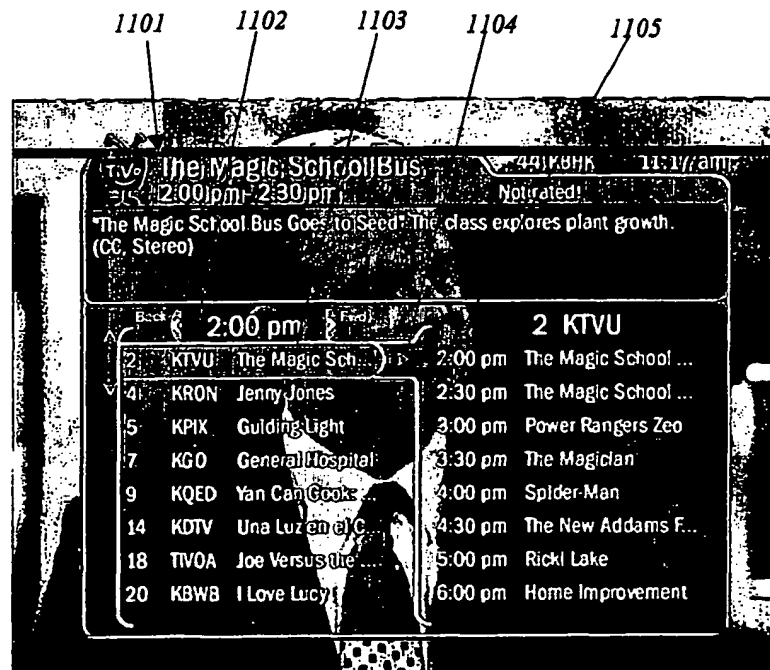 1101 1102 1103 1104 1105
TiVo The Magic School Bus 44 KBHK 11:17 am
2:00 pm - 2:30 pm Not rated
"The Magic School Bus Goes to Seed" The class explores plant growth.
(CC, Stereo)
Back 2:00 pm Fwd 2 KTVU
2 KTVU The Magic Sch... 2:00 pm The Magic School ...
4 KRON Jenny Jones 2:30 pm The Magic School ...
5 KPIX Guiding Light 3:00 pm Power Rangers Zeo
7 KGO General Hospital 3:30 pm The Magician
9 KQED Yan Can Cook: ... 4:00 pm Spider-Man
14 KDTV Una Luz en el C... 4:30 pm The New Addams F...
18 TIVOA Joe Versus the .... 5:00 pm Ricki Lake
20 KBWB I Love Lucy 6:00 pm Home Improvement